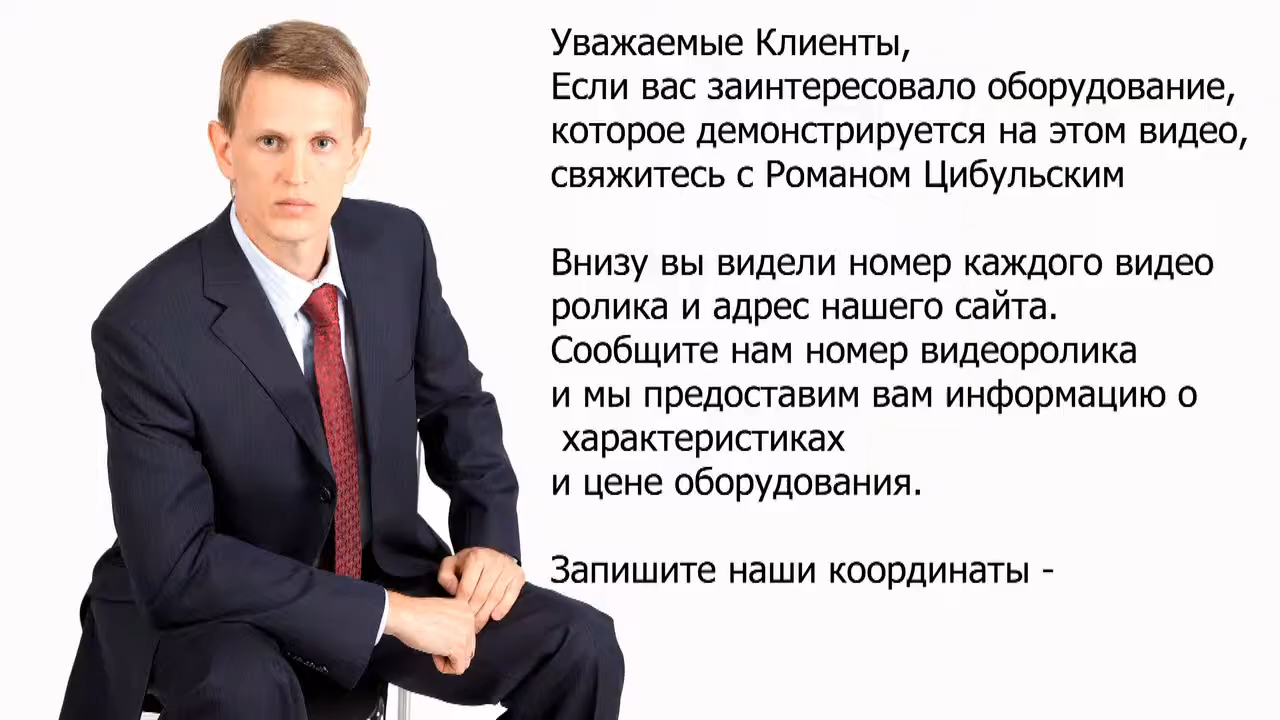 Уважаемые Клиенты,
Если вас заинтересовало оборудование,
которое демонстрируется на этом видео,
свяжитесь с Романом Цибульским
Внизу вы видели номер каждого видео
ролика и адрес нашего сайта.
Сообщите нам номер видеоролика
и мы предоставим вам информацию о
характеристиках
и цене оборудования.
Запишите наши координаты -